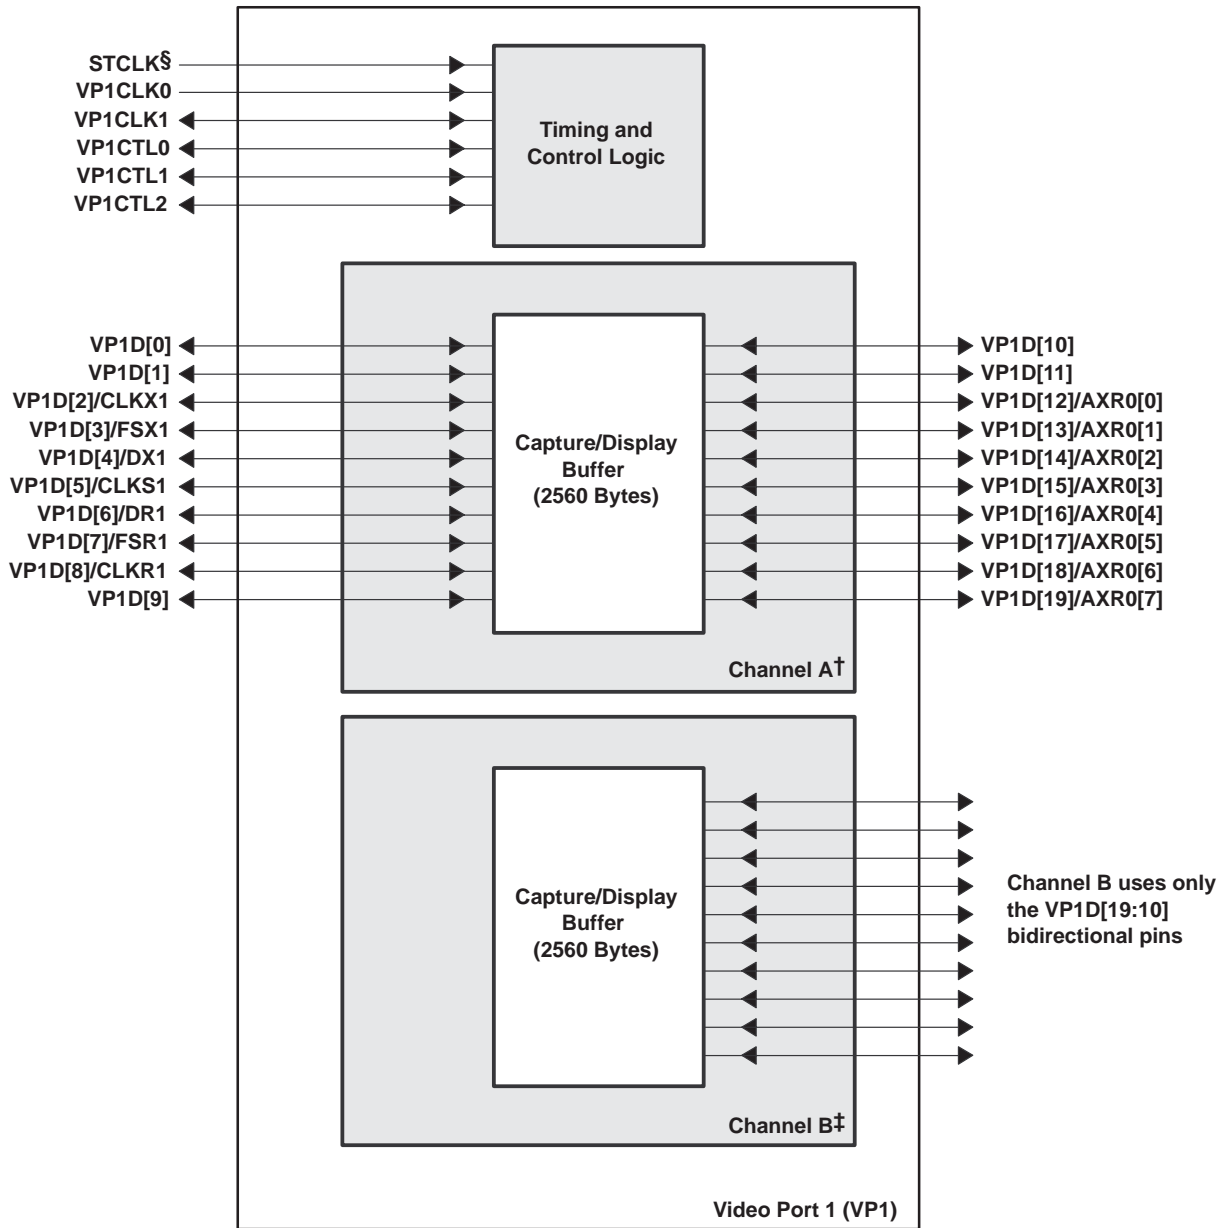 STCLK§
VP1CLK0
VP1CLK1
VP1CTL0
VP1CTL1
VP1CTL2
Timing and
Control Logic
VP1D[0]
VP1D[1]
VP1D[2]/CLKX1
VP1D[3]/FSX1
VP1D[4]/DX1
VP1D[5]/CLKS1
VP1D[6]/DR1
VP1D[7]/FSR1
VP1D[8]/CLKR1
VP1D[9]
Capture/Display
Buffer
(2560 Bytes)
VP1D[10]
VP1D[11]
VP1D[12]/AXR0[0]
VP1D[13]/AXR0[1]
VP1D[14]/AXR0[2]
VP1D[15]/AXR0[3]
VP1D[16]/AXR0[4]
VP1D[17]/AXR0[5]
VP1D[18]/AXR0[6]
VP1D[19]/AXR0[7]
Channel A†
Capture/Display
Buffer
(2560 Bytes)
Channel B uses only
the VP1D[19:10]
bidirectional pins
Channel B‡
Video Port 1 (VP1)